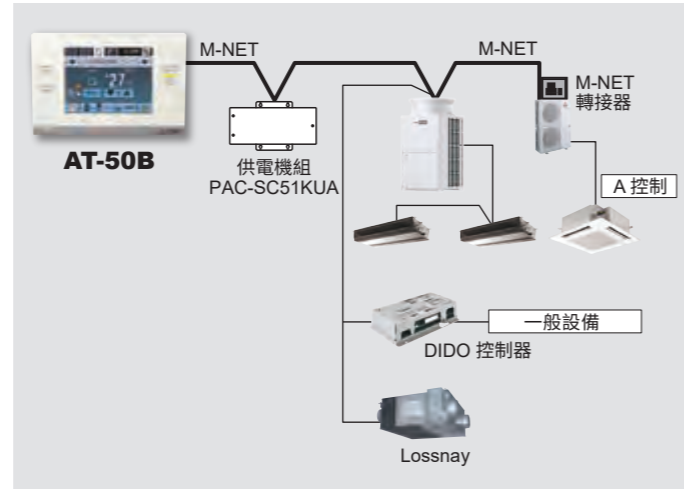 M-NET
M-NET
M-NET
轉接器
AT-50B
供電機組
PAC-SC51KUA
A 控制
一般設備
DIDO 控制器
Lossnay